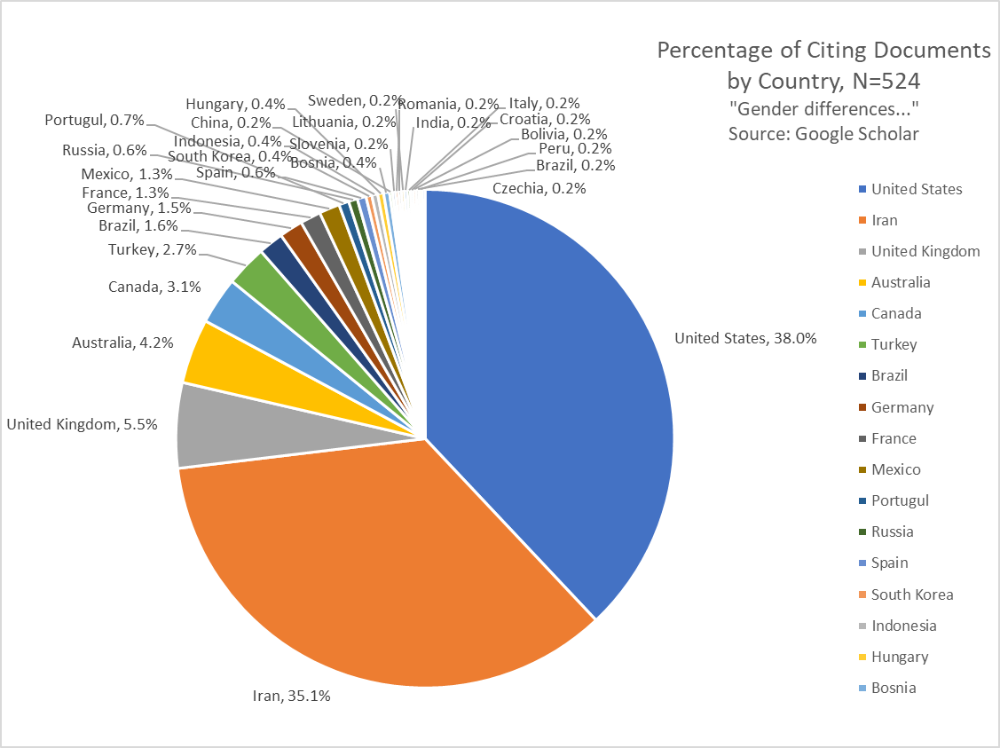 Percentage of Citing Documents
by Country, N=524
"Gender differences..."
Source: Google Scholar
Hungary, 0.4%
Sweden, 0.2%
Romania, 0.2%
Italy, 0.2%
Portugul, 0.7%
China, 0.2%
Lithuania, 0.2%
India, 0.2%
Croatia, 0.2%
Indonesia, 0.4%
Slovenia, 0.2%
Bolivia, 0.2%
Russia, 0.6%
South Korea, 0.4%
Bosnia, 0.4%
Peru, 0.2%
Mexico, 1.3%
Spain, 0.6%
Brazil, 0.2%
France, 1.3%
Czechia, 0.2%
Germany, 1.5%
Brazil, 1.6%
Turkey, 2.7%
Canada, 3.1%
Australia, 4.2%
United States, 38.0%
United Kingdom, 5.5%
Iran, 35.1%
United States
Iran
United Kingdom
Australia
Canada
Turkey
Brazil
Germany
France
Mexico
Portugul
Russia
Spain
South Korea
Indonesia
Hungary
Bosnia